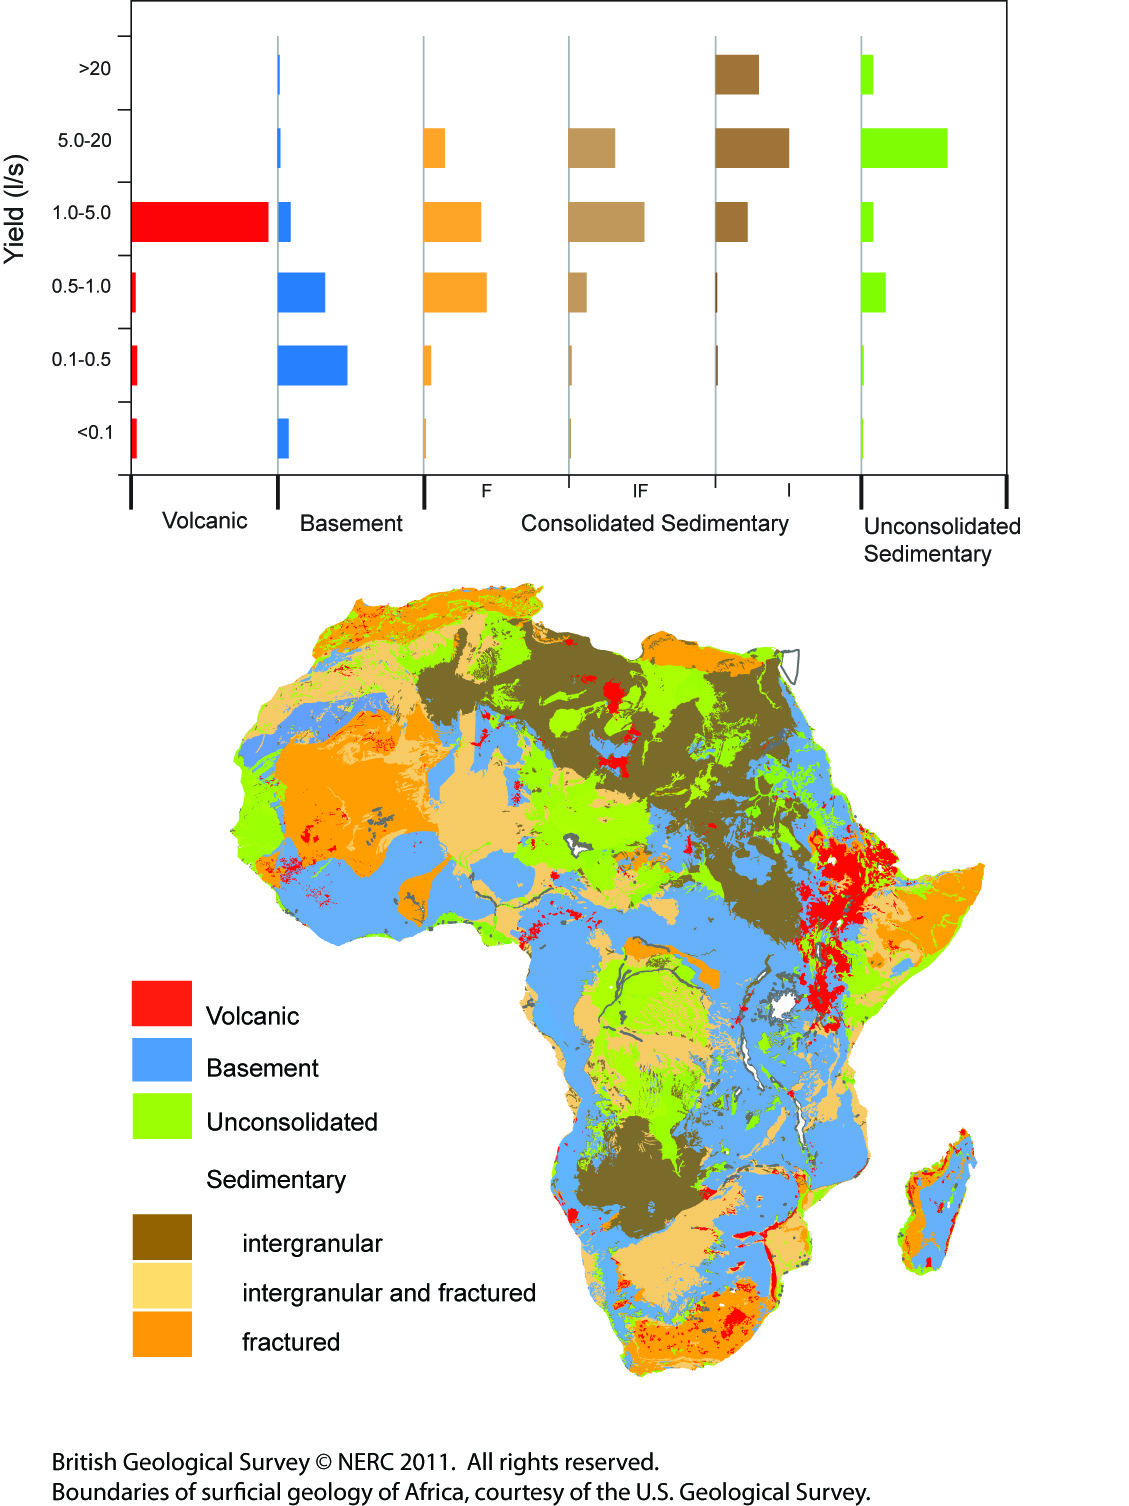 Yield (l/s)
>20
5.0-20
1.0-5.0
0.5-1.0
0.1-0.5
<0.1
F IF I
Volcanic Basement Consolidated Sedimentary Unconsolidated
Sedimentary
Volcanic
Basement
Unconsolidated
Sedimentary
intergranular
intergranular and fractured
fractured
British Geological Survey © NERC 2011. All rights reserved.
Boundaries of surficial geology of Africa, courtesy of the U.S. Geological Survey.